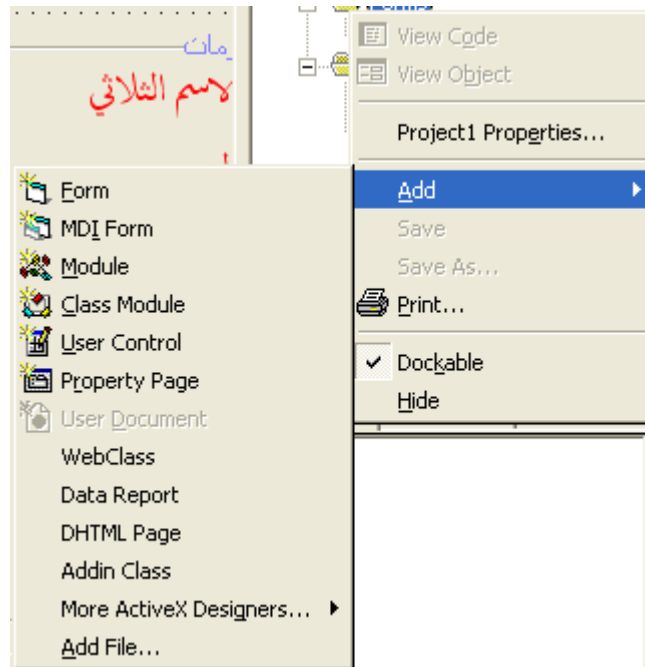 View Code
View Object
Project1 Properties...
Add
Save
Save As...
Print...
Dockable
Hide
الثلاثي
Form
MDI Form
Module
Class Module
User Control
Property Page
User Document
WebClass
Data Report
DHTML Page
Addin Class
More ActiveX Designers...
Add File...